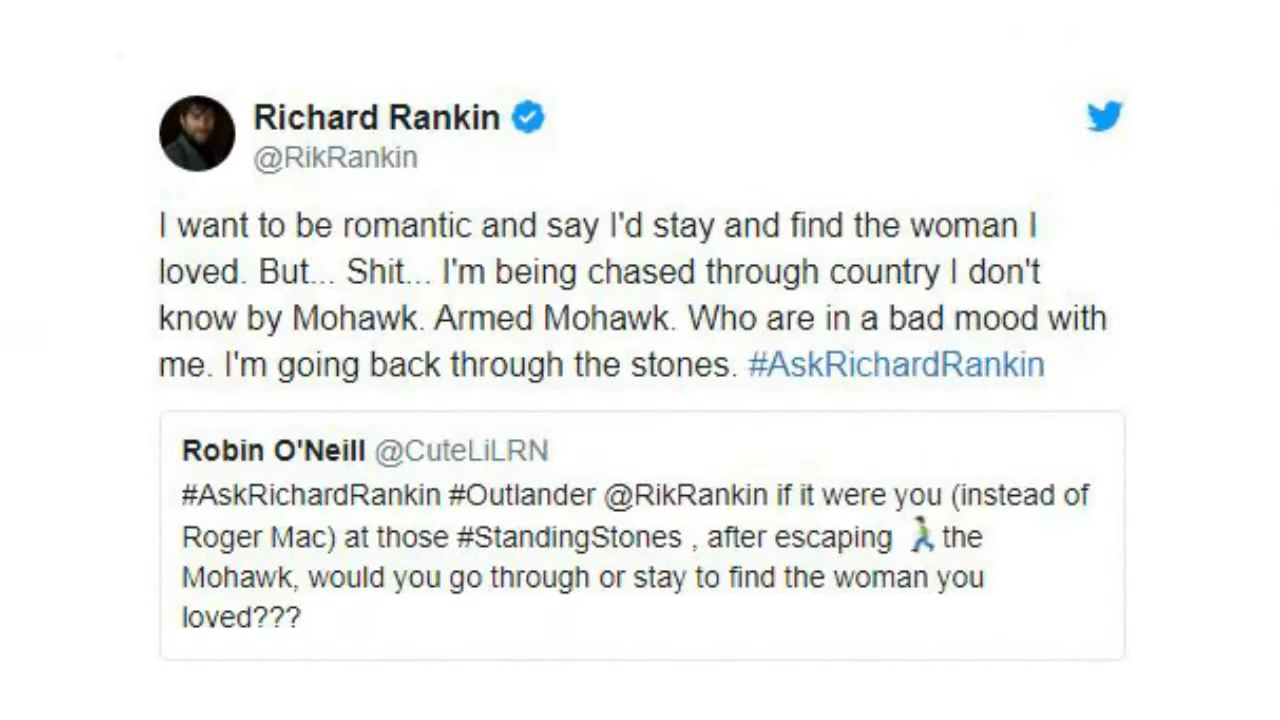 Richard Rankin
@RikRankin
I want to be romantic and say I'd stay and find the woman I
loved. But... Shit... I'm being chased through country I don't
know by Mohawk. Armed Mohawk. Who are in a bad mood with
me. I'm going back through the stones. #AskRichardRankin
Robin O'Neill @CuteLiLRN
#AskRichardRankin #Outlander @RikRankin if it were you (instead of
Roger Mac) at those #StandingStones , after escaping 🚶 the
Mohawk, would you go through or stay to find the woman you
loved???